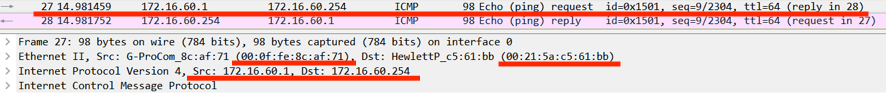 27 14.981459 172.16.60.1 172.16.60.254 ICMP 98 Echo (ping) request id=0x1501, seq=9/2304, ttl=64 (reply in 28)
28 14.981752 172.16.60.254 172.16.60.1 ICMP 98 Echo (ping) reply id=0x1501, seq=9/2304, ttl=64 (request in 27)
Frame 27: 98 bytes on wire (784 bits), 98 bytes captured (784 bits) on interface 0
Ethernet II, Src: G-ProCom_8c:af:71 (00:0f:fe:8c:af:71), Dst: HewlettP_c5:61:bb (00:21:5a:c5:61:bb)
Internet Protocol Version 4, Src: 172.16.60.1, Dst: 172.16.60.254
Internet Control Message Protocol